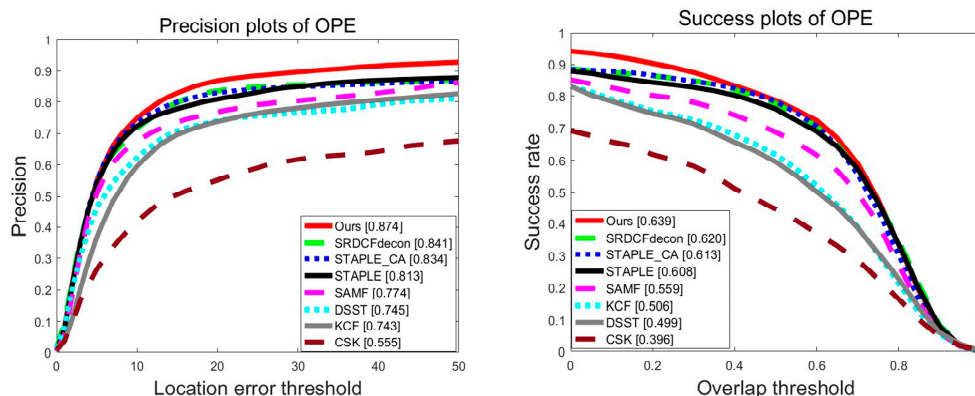 Precision plots of OPE
1
0.9
0.8
0.7
0.6
0.5
0.4
0.3
0.2
0.1
0
Precision
Ours [0.874]
SRDCFdecon [0.841]
STAPLE_CA [0.834]
STAPLE [0.813]
SAMF [0.774]
DSST [0.745]
KCF [0.743]
CSK [0.555]
0 10 20 30 40 50
Location error threshold
Success plots of OPE
1
0.9
0.8
0.7
0.6
0.5
0.4
0.3
0.2
0.1
0
Success rate
Ours [0.639]
SRDCFdecon [0.620]
STAPLE_CA [0.613]
STAPLE [0.608]
SAMF [0.559]
KCF [0.506]
DSST [0.499]
CSK [0.396]
0 0.2 0.4 0.6 0.8
Overlap threshold